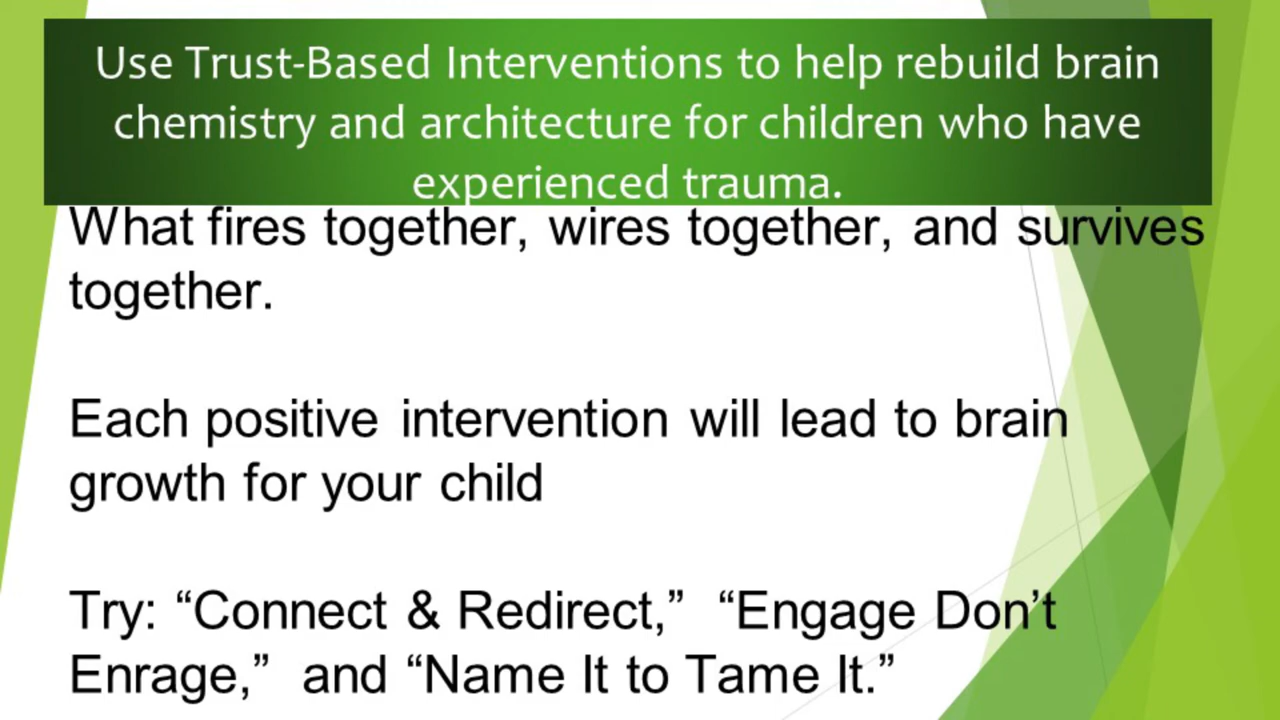 Use Trust-Based Interventions to help rebuild brain
chemistry and architecture for children who have
experienced trauma.
What fires together, wires together, and survives
together.
Each positive intervention will lead to brain
growth for your child
Try: “Connect & Redirect,” “Engage Don’t
Enrage,” and “Name It to Tame It.”